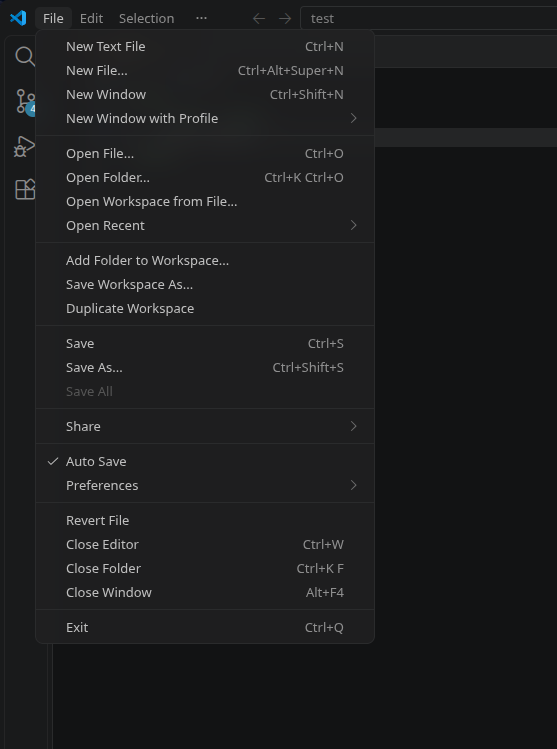 File Edit Selection ... test
New Text File Ctrl+N
New File... Ctrl+Alt+Super+N
New Window Ctrl+Shift+N
New Window with Profile
Open File... Ctrl+O
Open Folder... Ctrl+K Ctrl+O
Open Workspace from File...
Open Recent
Add Folder to Workspace...
Save Workspace As...
Duplicate Workspace
Save Ctrl+S
Save As... Ctrl+Shift+S
Save All
Share
Auto Save
Preferences
Revert File
Close Editor Ctrl+W
Close Folder Ctrl+K F
Close Window Alt+F4
Exit Ctrl+Q